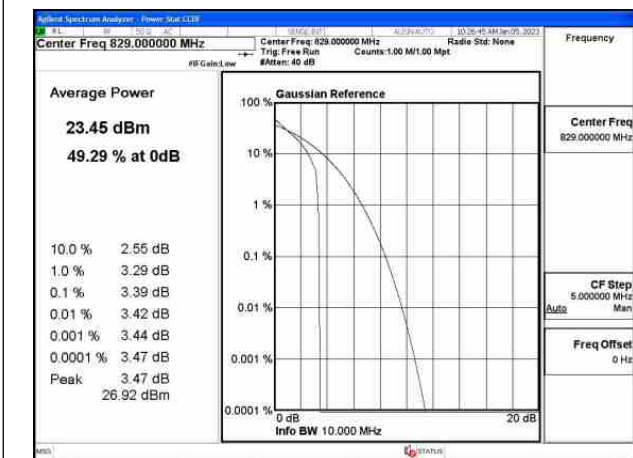 Agilent Spectrum Analyzer - Power Stat CCDF
RL RF 50 Ω AC SENSE:INT ALIGN AUTO 10:26:45 AM Jan 05, 2023
Center Freq 829.000000 MHz
Center Freq: 829.000000 MHz Radio Std: None
Trig: Free Run Counts:1.00 M/1.00 Mpt
#IFGain:Low #Atten: 40 dB
Frequency
Average Power
23.45 dBm
49.29 % at 0dB
10.0 % 2.55 dB
1.0 % 3.29 dB
0.1 % 3.39 dB
0.01 % 3.42 dB
0.001 % 3.44 dB
0.0001 % 3.47 dB
Peak 3.47 dB
26.92 dBm
Gaussian Reference
100 %
10 %
1 %
0.1 %
0.01 %
0.001 %
0.0001 %
0 dB 20 dB
Info BW 10.000 MHz
Center Freq
829.000000 MHz
CF Step
5.000000 MHz
Auto Man
Freq Offset
0 Hz
MSG STATUS